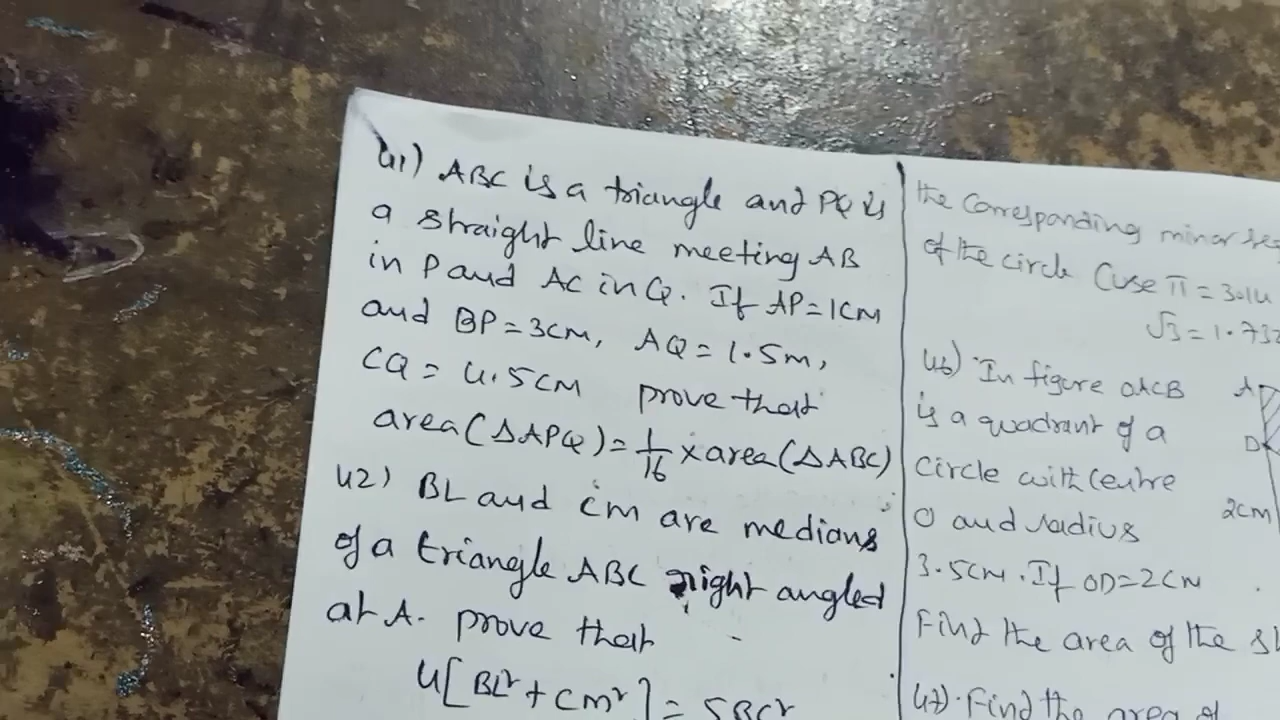 41) ABC is a triangle and PQ is
a straight line meeting AB
in P and AC in Q. If AP=1CM
and BP=3CM, AQ=1.5m,
CQ = 4.5CM prove that
area(ΔAPQ)=1/16 × area(ΔABC)
42) BL and CM are medians
of a triangle ABC right angled
at A. prove that
4[BL²+CM²]=5BC²
the Corresponding minor
of the circle (use π = 3.14
√3=1.732
46) In figure OACB
is a quadrant of a
circle with centre
O and radius
3.5CM. If OD=2CM
Find the area of the
47). Find the area of
A
D
2CM